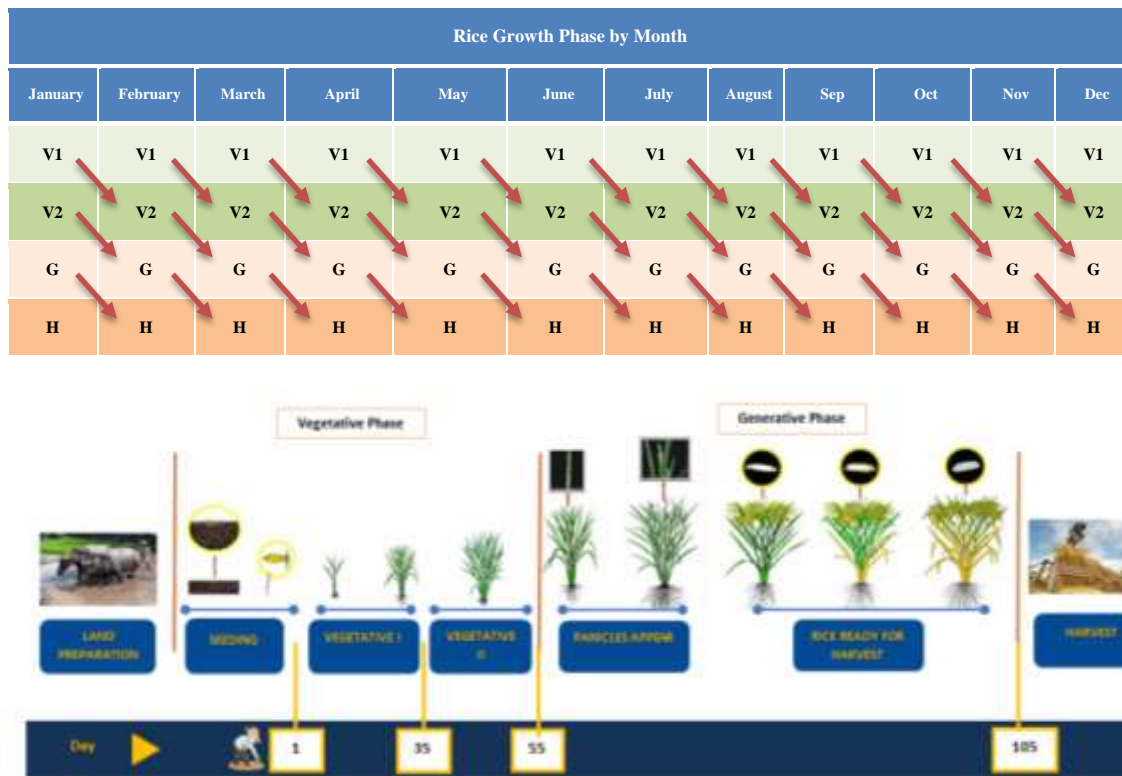 Rice Growth Phase by Month
January February March April May June July August Sep Oct Nov Dec
V1 V1 V1 V1 V1 V1 V1 V1 V1 V1 V1 V1
V2 V2 V2 V2 V2 V2 V2 V2 V2 V2 V2 V2
G G G G G G G G G G G G
H H H H H H H H H H H H
Vegetative Phase
Generative Phase
LAND
PREPARATION
SEEDING
VEGETATIVE I
VEGETATIVE
II
PANICLES APPEAR
RICE READY FOR
HARVEST
HARVEST
Day
1
35
55
105